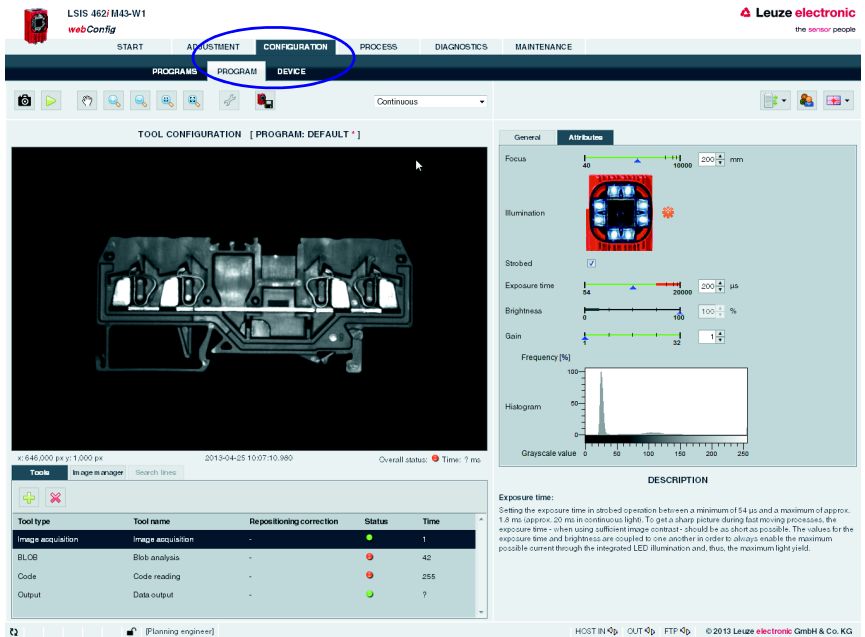 LSIS 462i M43-W1
webConfig
Leuze electronic
the sensor people
START ADJUSTMENT CONFIGURATION PROCESS DIAGNOSTICS MAINTENANCE
PROGRAMS PROGRAM DEVICE
Continuous
TOOL CONFIGURATION [ PROGRAM: DEFAULT * ]
General Attributes
Focus 40 10000 200 mm
Illumination
Strobed
Exposure time 54 20000 200 µs
Brightness 0 100 100 %
Gain 1 32 1
Frequency [%]
100
50
0
Histogram
Grayscale value 0 50 100 150 200 250
x: 646,000 px y: 1,000 px 2013-04-25 10:07:10.980 Overall status: Time: ? ms
Tools Image manager Search lines
Tool type Tool name Repositioning correction Status Time
Image acquisition Image acquisition - 1
BLOB Blob analysis - 42
Code Code reading - 255
Output Data output - ?
DESCRIPTION
Exposure time:
Setting the exposure time in strobed operation between a minimum of 54 µs and a maximum of approx.
1.8 ms (approx. 20 ms in continuous light). To get a sharp picture during fast moving processes, the
exposure time - when using sufficient image contrast - should be as short as possible. The values for the
exposure time and brightness are coupled to one another in order to always enable the maximum
possible current through the integrated LED illumination and, thus, the maximum light yield.
[Planning engineer]
HOST IN OUT FTP © 2013 Leuze electronic GmbH & Co. KG